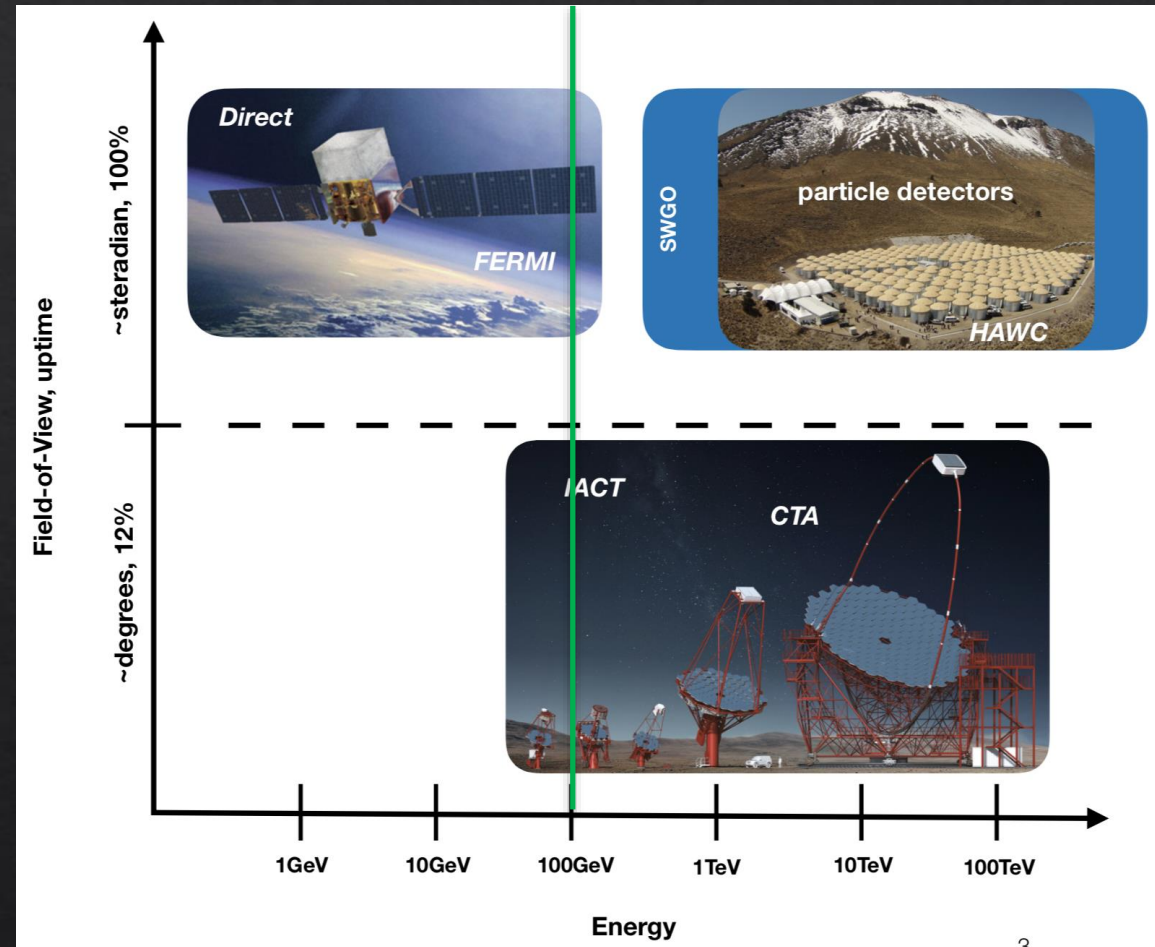 Direct
FERMI
SWGO
particle detectors
HAWC
IACT
CTA
Field-of-View, uptime
~steradian, 100%
~degrees, 12%
1GeV
10GeV
100GeV
1TeV
10TeV
100TeV
Energy
3